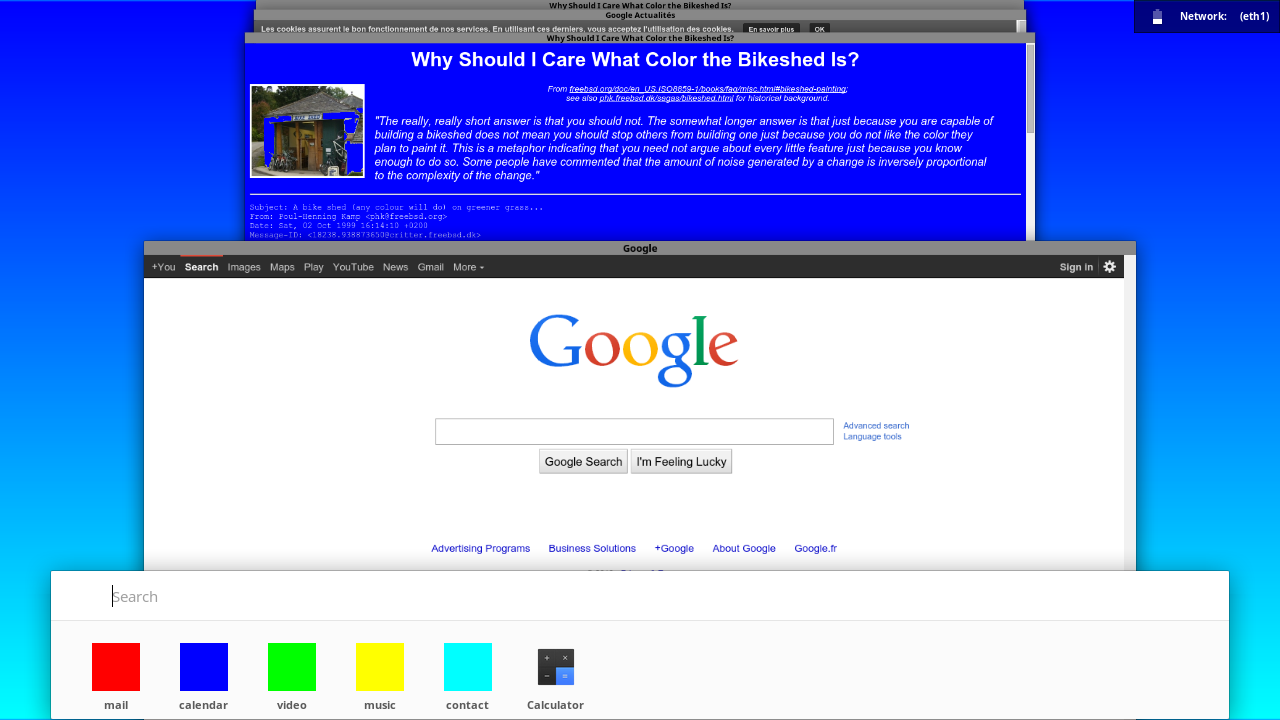 Why Should I Care What Color the Bikeshed Is?
Google Actualités
Les cookies assurent le bon fonctionnement de nos services. En utilisant ces derniers, vous acceptez l'utilisation des cookies. En savoir plus OK
Why Should I Care What Color the Bikeshed Is?
Network: (eth1)
Why Should I Care What Color the Bikeshed Is?
From freebsd.org/doc/en_US.ISO8859-1/books/faq/misc.html#bikeshed-painting;
see also phk.freebsd.dk/sagas/bikeshed.html for historical background.
"The really, really short answer is that you should not. The somewhat longer answer is that just because you are capable of
building a bikeshed does not mean you should stop others from building one just because you do not like the color they
plan to paint it. This is a metaphor indicating that you need not argue about every little feature just because you know
enough to do so. Some people have commented that the amount of noise generated by a change is inversely proportional
to the complexity of the change."
Subject: A bike shed (any colour will do) on greener grass...
From: Poul-Henning Kamp <phk@freebsd.org>
Date: Sat, 02 Oct 1999 16:14:10 +0200
Message-ID: <18238.938873650@critter.freebsd.dk>
Google
+You Search Images Maps Play YouTube News Gmail More
Sign in
Google
Advanced search
Language tools
Google Search I'm Feeling Lucky
Advertising Programs Business Solutions +Google About Google Google.fr
Search
mail calendar video music contact Calculator